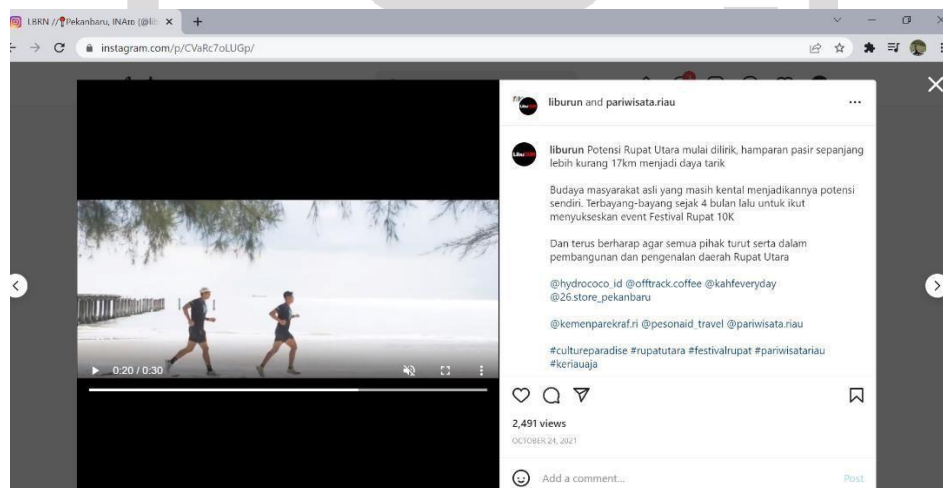 LBRN //📍Pekanbaru, INAro (@lib
instagram.com/p/CVaRc7oLUGp/
liburun and pariwisata.riau
liburun Potensi Rupat Utara mulai dilirik, hamparan pasir sepanjang
lebih kurang 17km menjadi daya tarik
Budaya masyarakat asli yang masih kental menjadikannya potensi
sendiri. Terbayang-bayang sejak 4 bulan lalu untuk ikut
menyukseskan event Festival Rupat 10K
Dan terus berharap agar semua pihak turut serta dalam
pembangunan dan pengenalan daerah Rupat Utara
@hydrococo_id @offtrack.coffee @kahfeveryday
@26.store_pekanbaru
@kemenparekraf.ri @pesonaid_travel @pariwisata.riau
#cultureparadise #rupatutara #festivalrupat #pariwisatariau
#keriauaja
0:20 / 0:30
2,491 views
OCTOBER 24, 2021
Add a comment...
Post